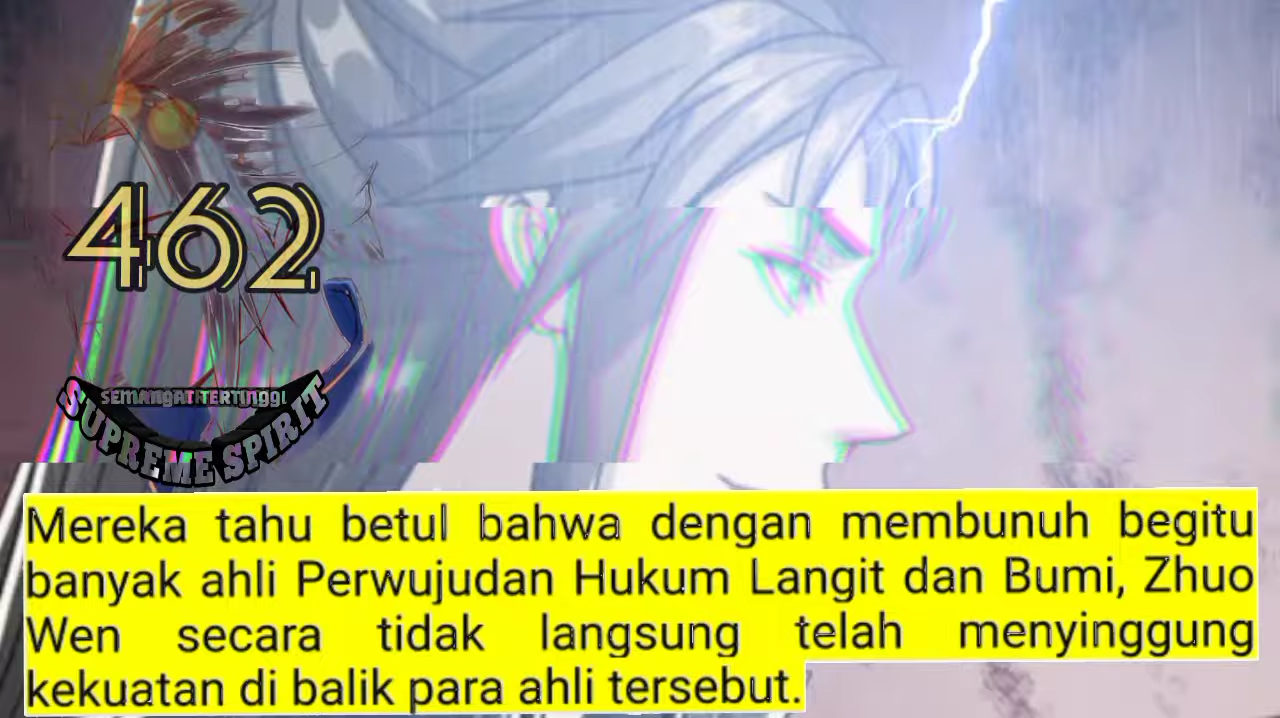 462
SEMANGAT TERTINGGI
SUPREME SPIRIT
Mereka tahu betul bahwa dengan membunuh begitu
banyak ahli Perwujudan Hukum Langit dan Bumi, Zhuo
Wen secara tidak langsung telah menyinggung
kekuatan di balik para ahli tersebut.